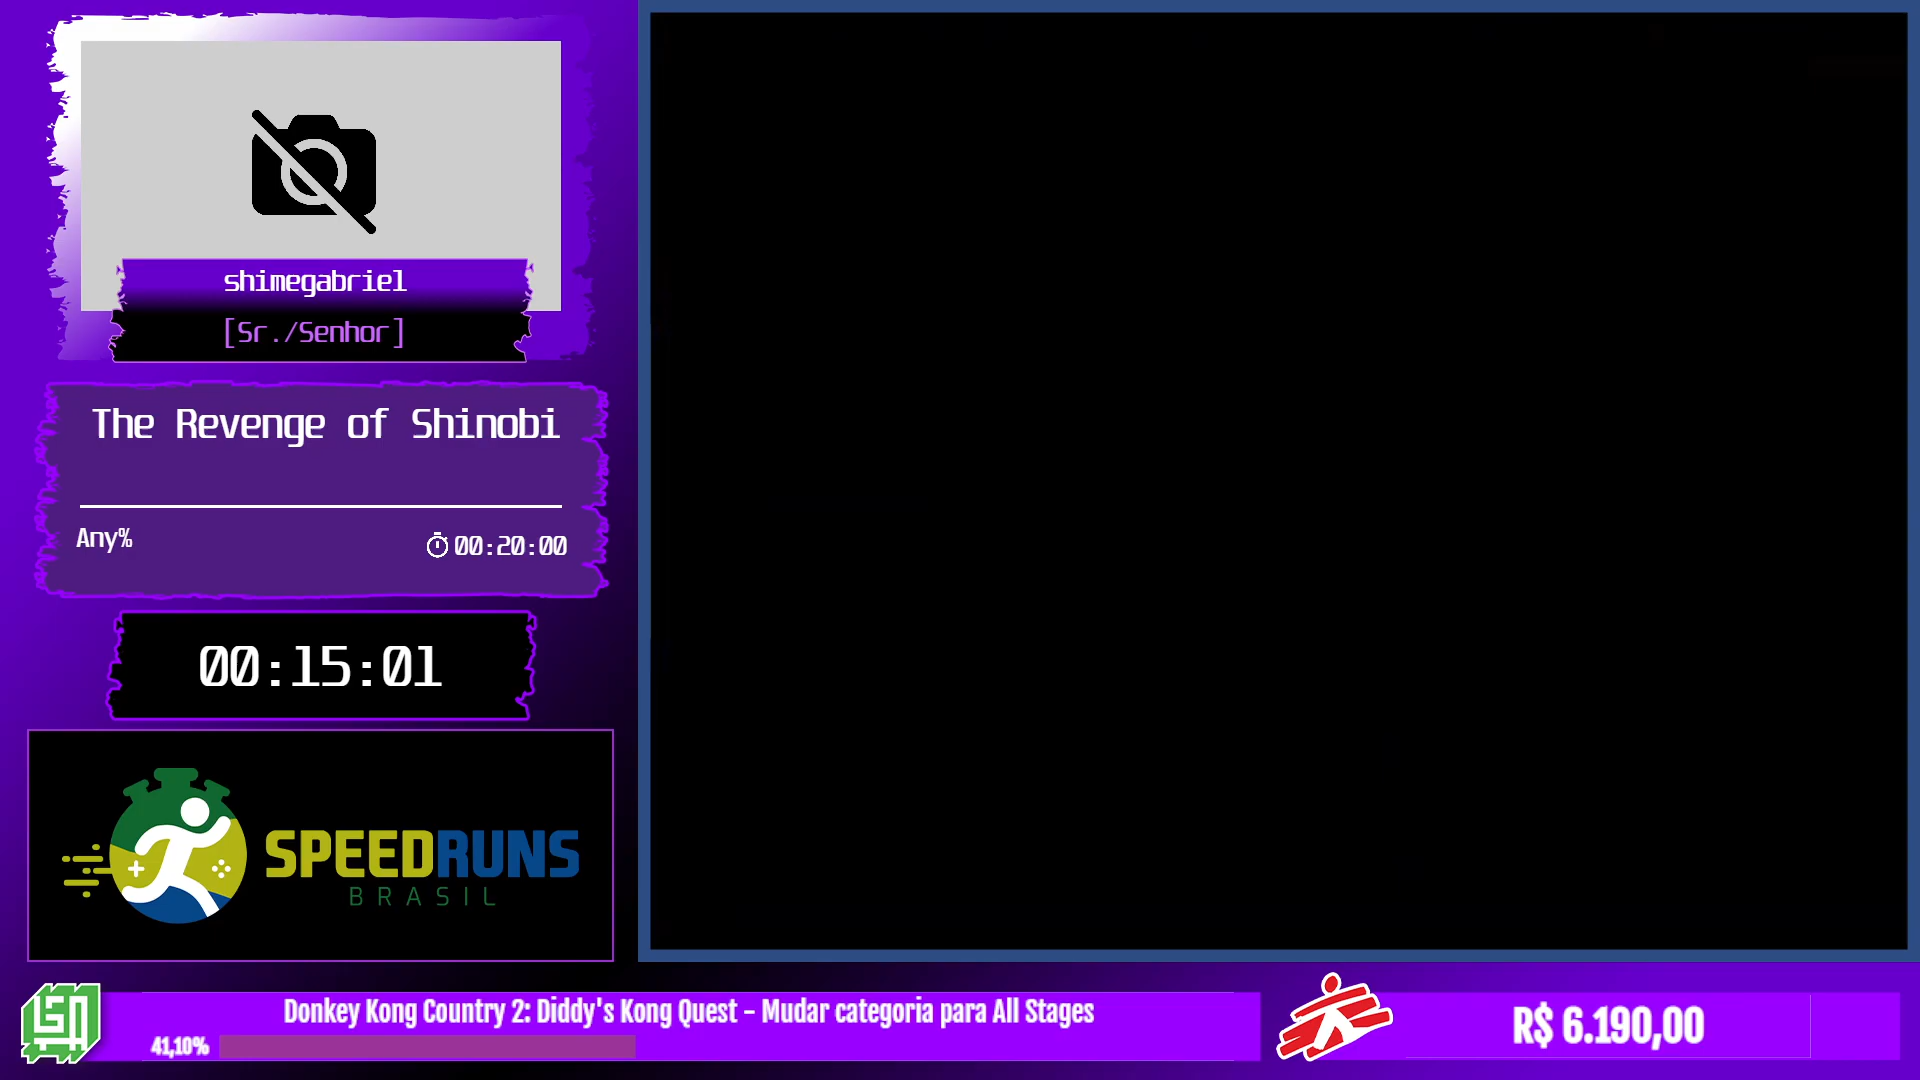 shimegabriel
[Sr./Senhor]
The Revenge of Shinobi
Any%
00:20:00
00:15:01
SPEEDRUNS
BRASIL
Donkey Kong Country 2: Diddy's Kong Quest - Mudar categoria para All Stages
41,10%
R$ 6.190,00